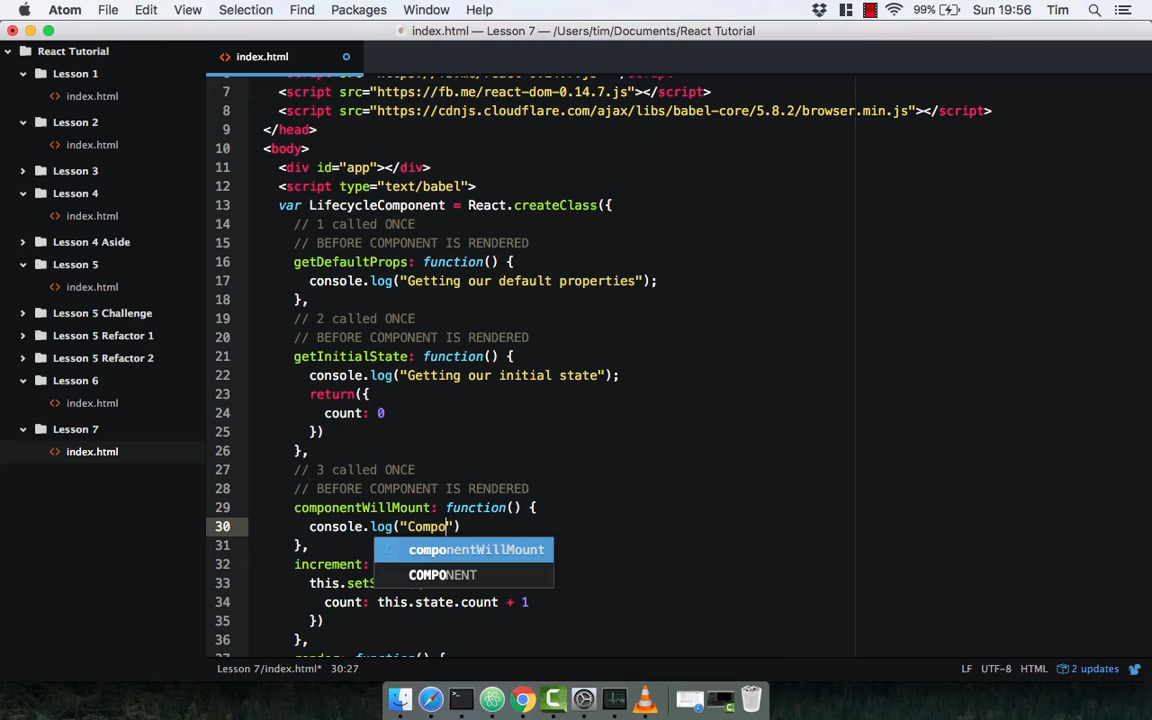 Atom File Edit View Selection Find Packages Window Help 99% Sun 19:56 Tim
index.html — Lesson 7 — /Users/tim/Documents/React Tutorial
React Tutorial
Lesson 1
index.html
Lesson 2
index.html
Lesson 3
Lesson 4
index.html
Lesson 4 Aside
Lesson 5
index.html
Lesson 5 Challenge
Lesson 5 Refactor 1
Lesson 5 Refactor 2
Lesson 6
index.html
Lesson 7
index.html
index.html
7 <script src="https://fb.me/react-dom-0.14.7.js"></script>
8 <script src="https://cdnjs.cloudflare.com/ajax/libs/babel-core/5.8.2/browser.min.js"></script>
9 </head>
10 <body>
11 <div id="app"></div>
12 <script type="text/babel">
13 var LifecycleComponent = React.createClass({
14 // 1 called ONCE
15 // BEFORE COMPONENT IS RENDERED
16 getDefaultProps: function() {
17 console.log("Getting our default properties");
18 },
19 // 2 called ONCE
20 // BEFORE COMPONENT IS RENDERED
21 getInitialState: function() {
22 console.log("Getting our initial state");
23 return({
24 count: 0
25 })
26 },
27 // 3 called ONCE
28 // BEFORE COMPONENT IS RENDERED
29 componentWillMount: function() {
30 console.log("Compo")
31 },
componentWillMount
COMPONENT
32 increment:
33 this.setS
34 count: this.state.count + 1
35 })
36 },
Lesson 7/index.html* 30:27 LF UTF-8 HTML 2 updates